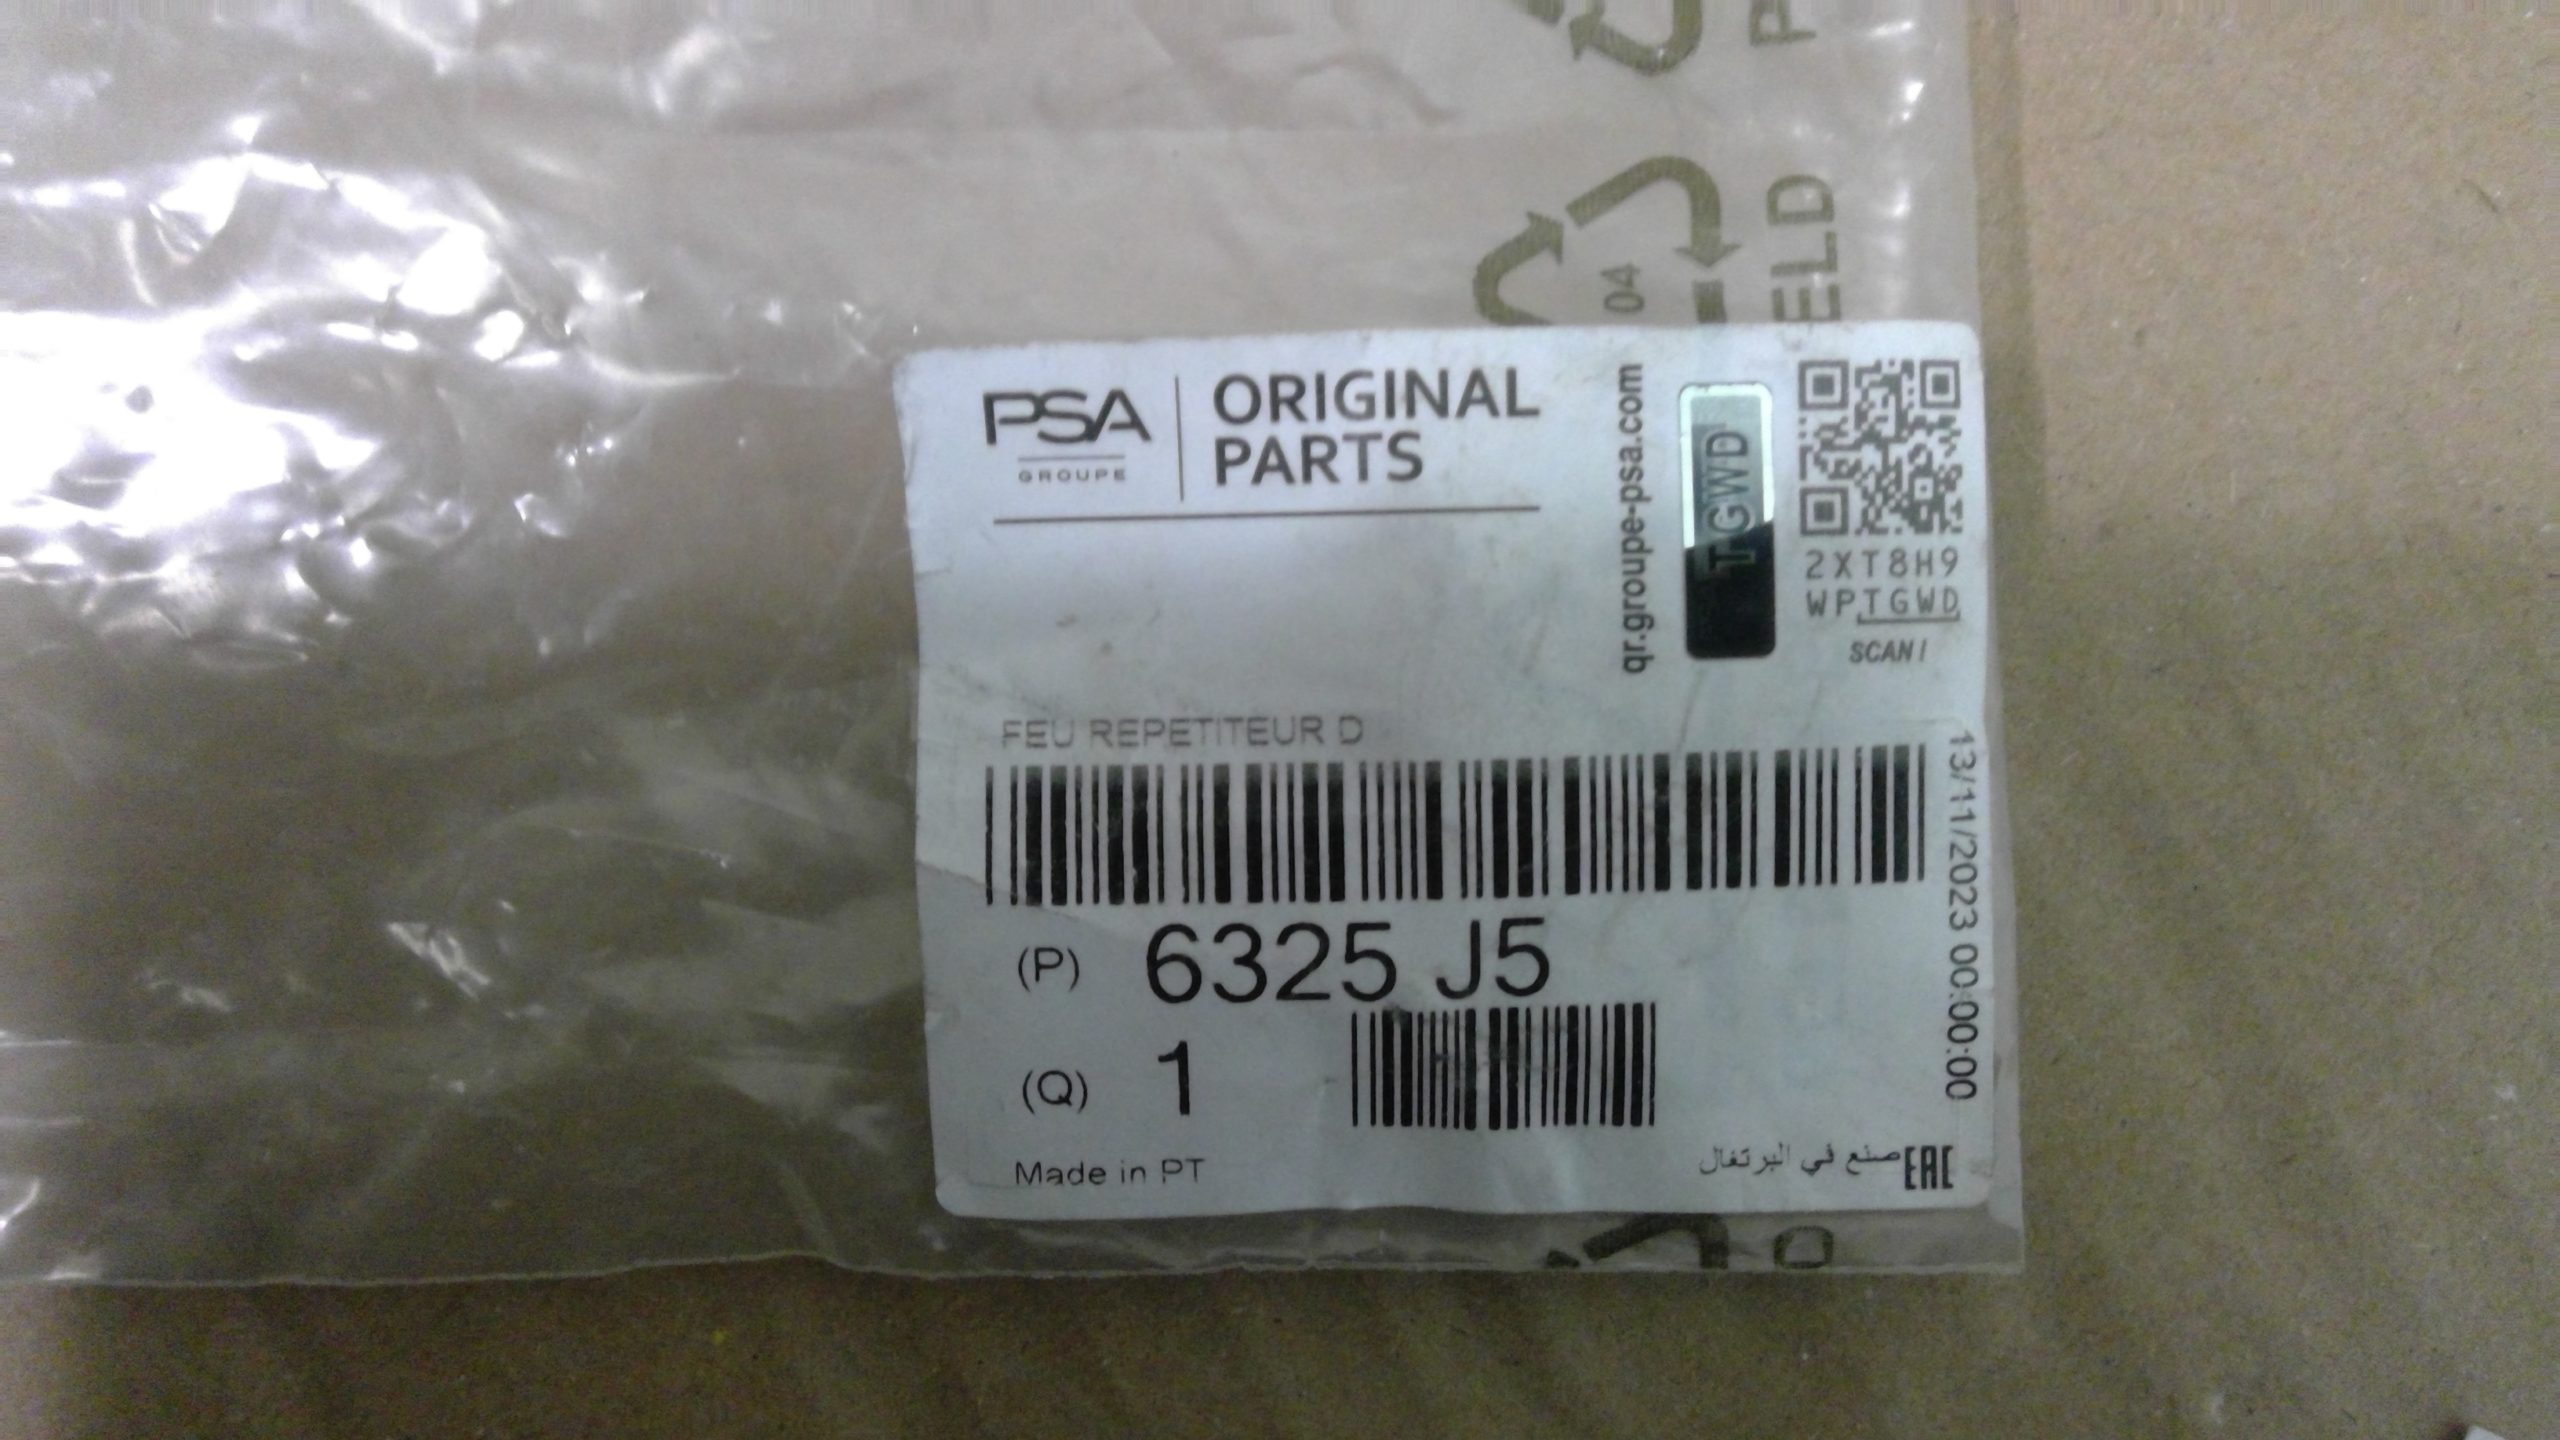 PSA
GROUPE
ORIGINAL
PARTS
qr.groupe-psa.com
TGWD
2XT8H9
WPTGWD
SCAN!
FEU REPETITEUR D
13/11/2023 00:00:00
(P) 6325 J5
(Q) 1
Made in PT
صنع في البرتغال
EAC
04
ELD
P
D